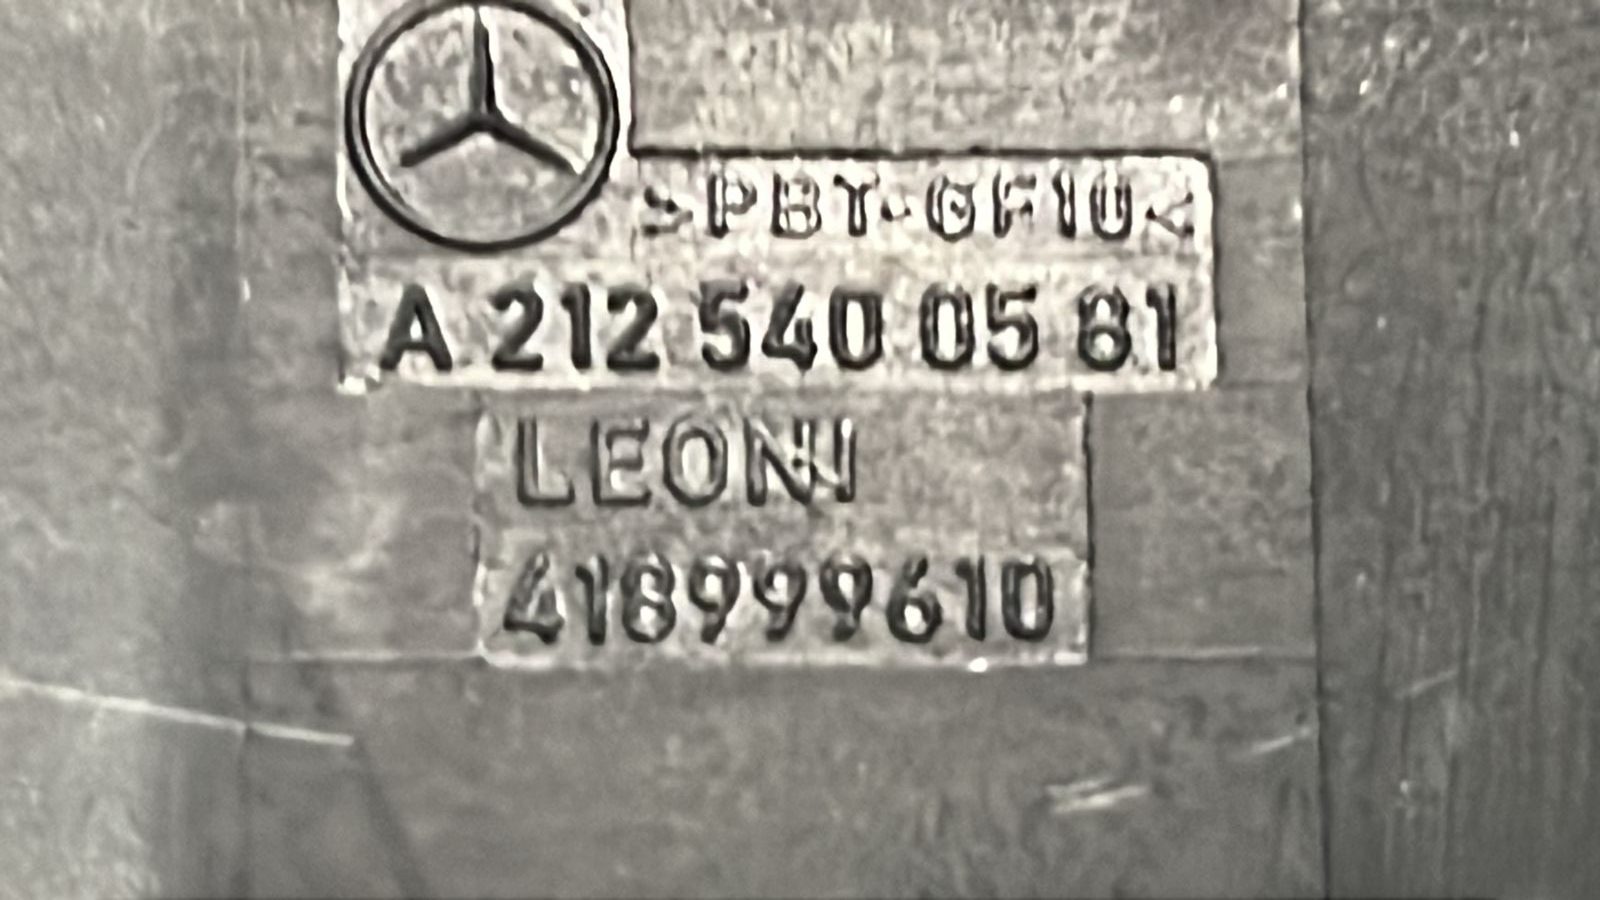 >PBT-GF10<
A 212 540 05 81
LEONI
418999610